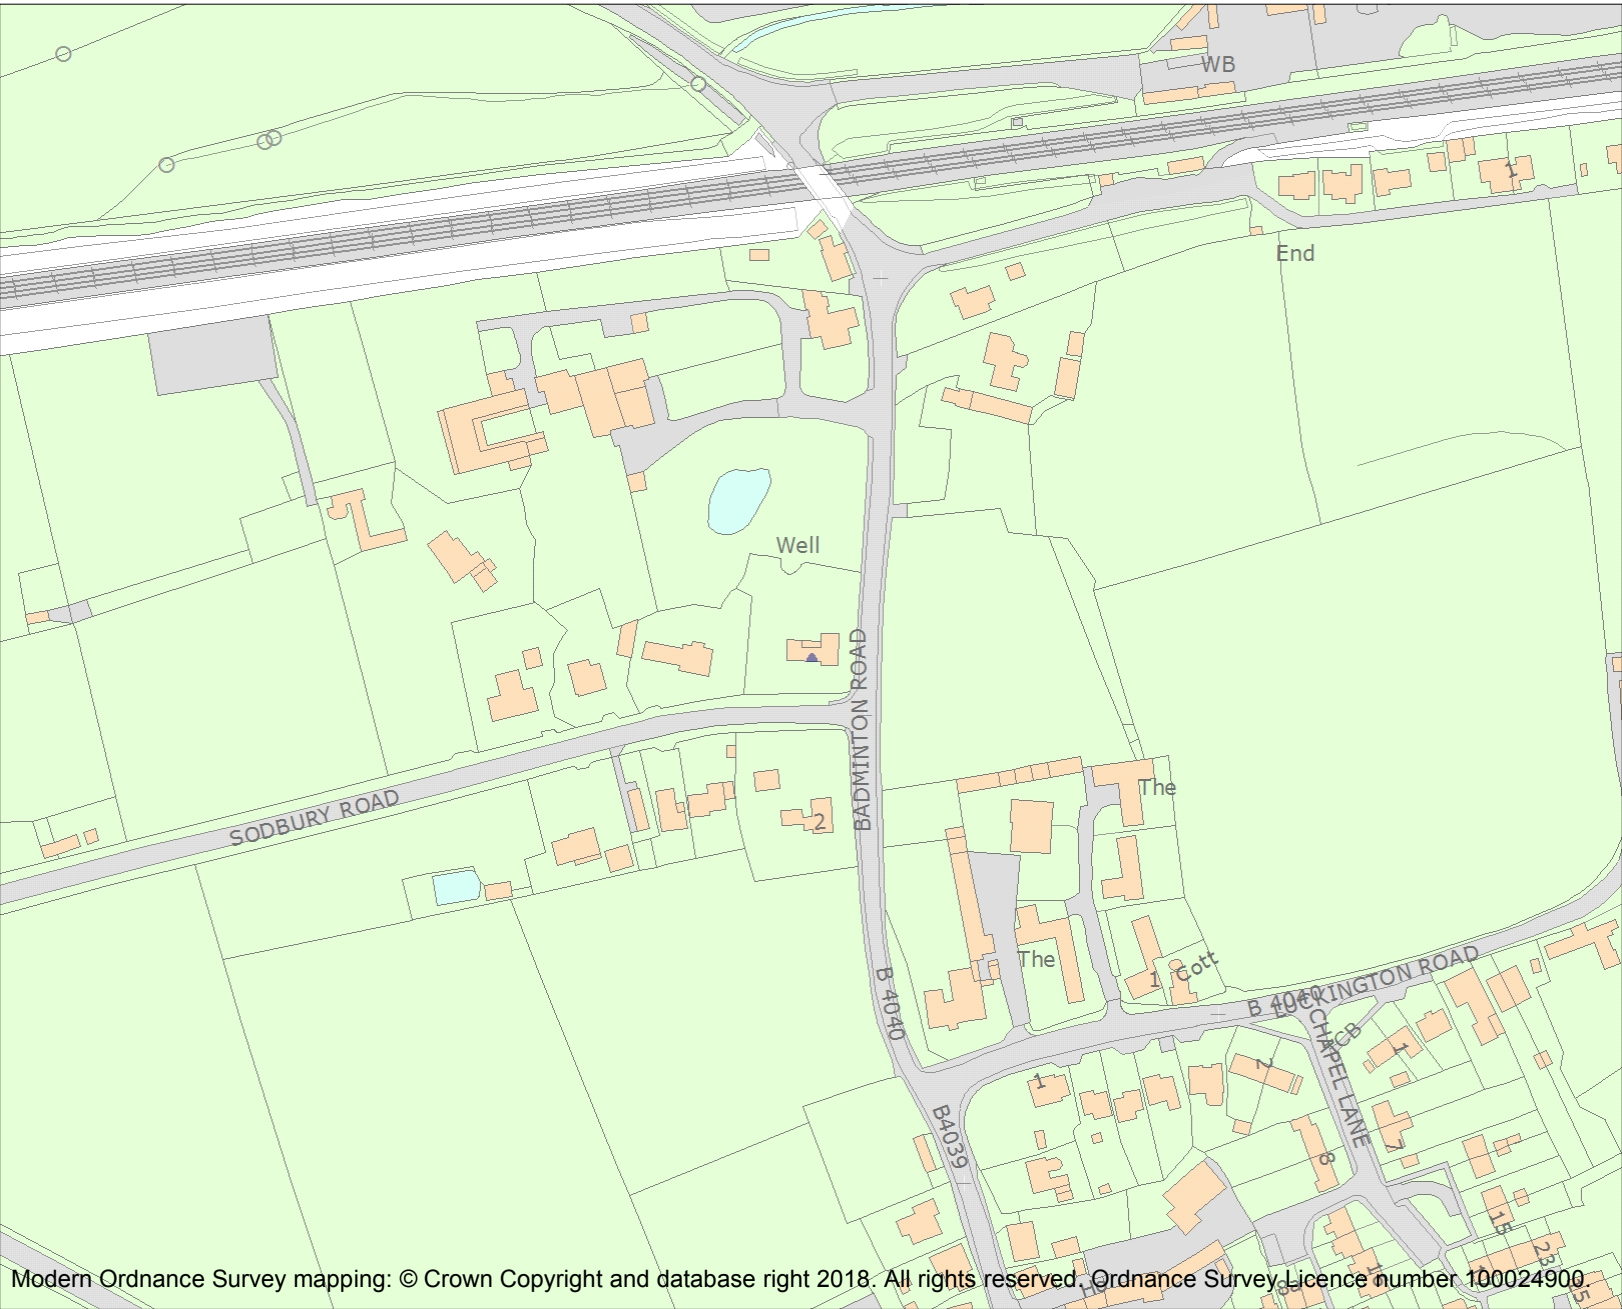 WB
1
End
Well
BADMINTON ROAD
The
SODBURY ROAD
2
The
1 Cott
B 4040
B 4040
LUCKINGTON ROAD
TCB
CHAPEL LANE
1
2
1
B4039
7
8
15
23
Modern Ordnance Survey mapping: © Crown Copyright and database right 2018. All rights reserved. Ordnance Survey Licence number 100024900.